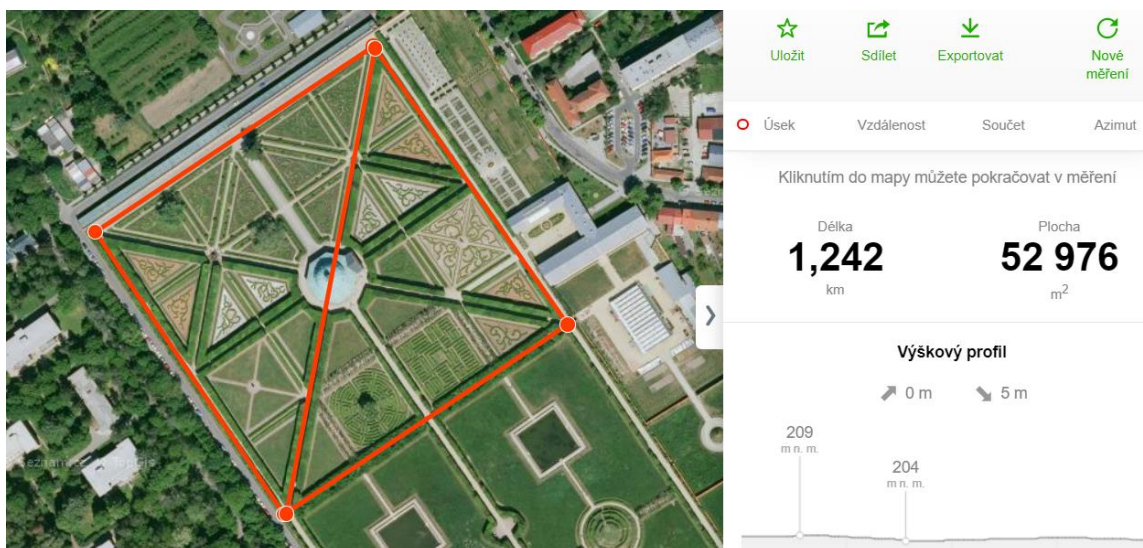 Uložit
Sdílet
Exportovat
Nové
měření
Úsek
Vzdálenost
Součet
Azimut
Kliknutím do mapy můžete pokračovat v měření
Délka
1,242
km
Plocha
52 976
m²
Výškový profil
0 m
5 m
209
m n. m.
204
m n. m.